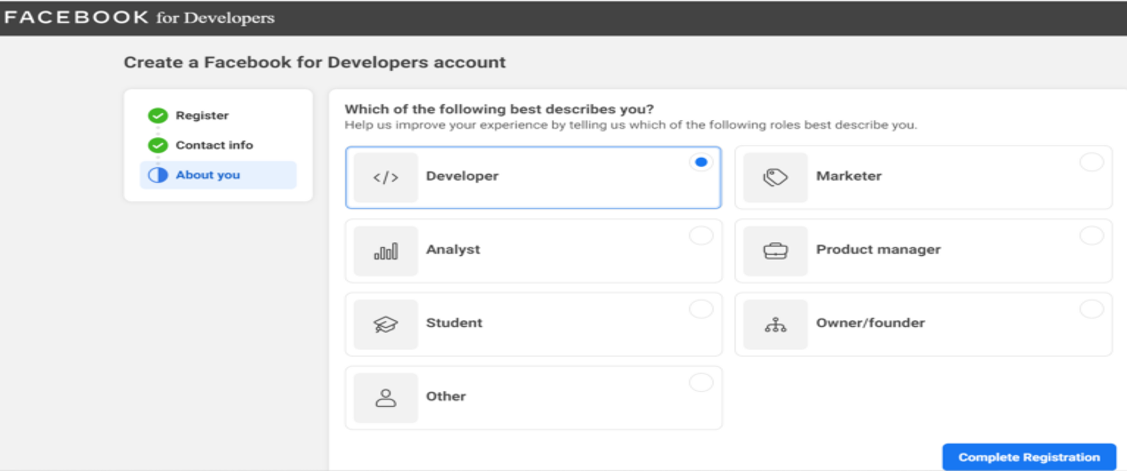 FACEBOOK for Developers
Create a Facebook for Developers account
Register
Contact info
About you
Which of the following best describes you?
Help us improve your experience by telling us which of the following roles best describe you.
Developer
Marketer
Analyst
Product manager
Student
Owner/founder
Other
Complete Registration